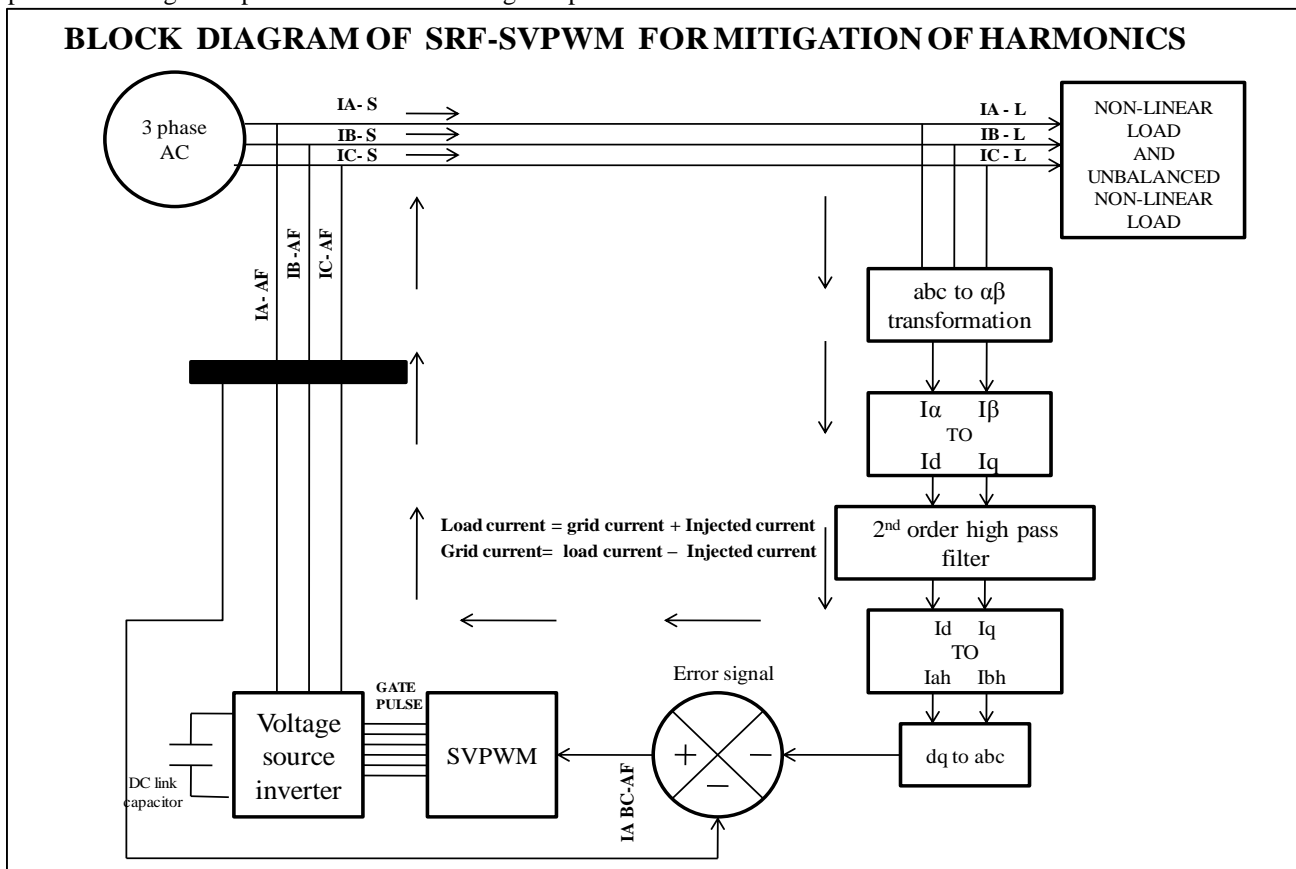 BLOCK DIAGRAM OF SRF-SVPWM FOR MITIGATION OF HARMONICS
3 phase
AC
IA- S
IB- S
IC- S
IA - L
IB - L
IC - L
NON-LINEAR
LOAD
AND
UNBALANCED
NON-LINEAR
LOAD
IA- AF
IB -AF
IC- AF
abc to αβ
transformation
Iα Iβ
TO
Id Iq
Load current = grid current + Injected current
Grid current= load current – Injected current
2nd order high pass
filter
Id Iq
TO
Iah Ibh
Error signal
GATE
PULSE
Voltage
source
inverter
SVPWM
+ − −
dq to abc
DC link
capacitor
IA BC-AF